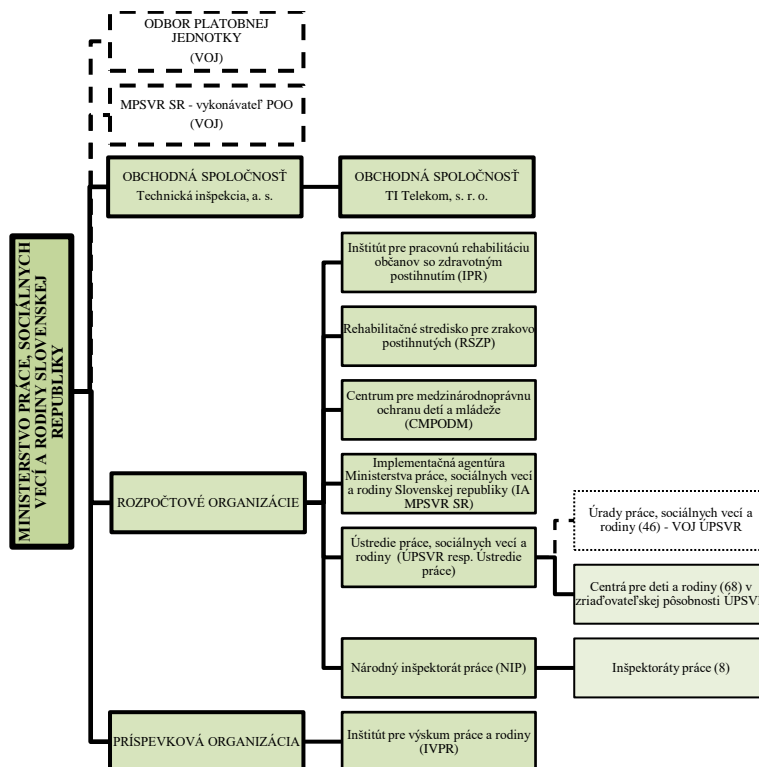 ODBOR PLATOBNEJ
JEDNOTKY
(VOJ)
MPSVR SR - vykonávateľ POO
(VOJ)
OBCHODNÁ SPOLOČNOSŤ
Technická inšpekcia, a. s.
OBCHODNÁ SPOLOČNOSŤ
TI Telekom, s. r. o.
MINISTERSTVO PRÁCE, SOCIÁLNYCH
VECÍ A RODINY SLOVENSKEJ
REPUBLIKY
ROZPOČTOVÉ ORGANIZÁCIE
Inštitút pre pracovnú rehabilitáciu
občanov so zdravotným
postihnutím (IPR)
Rehabilitačné stredisko pre zrakovo
postihnutých (RSZP)
Centrum pre medzinárodnoprávnu
ochranu detí a mládeže
(CMPODM)
Implementačná agentúra
Ministerstva práce, sociálnych vecí
a rodiny Slovenskej republiky (IA
MPSVR SR)
Ústredie práce, sociálnych vecí a
rodiny (ÚPSVR resp. Ústredie
práce)
Úrady práce, sociálnych vecí a
rodiny (46) - VOJ ÚPSVR
Centrá pre deti a rodiny (68) v
zriaďovateľskej pôsobnosti ÚPSV
Národný inšpektorát práce (NIP)
Inšpektoráty práce (8)
PRÍSPEVKOVÁ ORGANIZÁCIA
Inštitút pre výskum práce a rodiny
(IVPR)